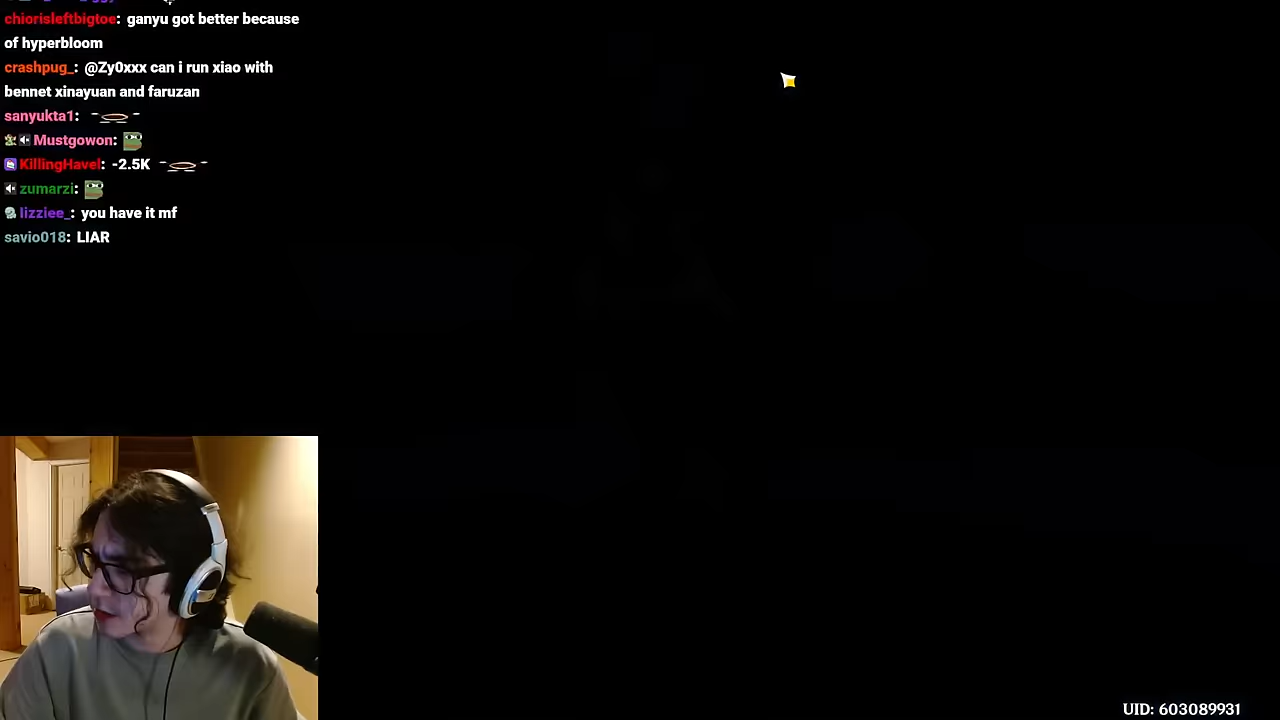 chiorisleftbigtoe: ganyu got better because
of hyperbloom
crashpug_: @Zy0xxx can i run xiao with
bennet xinayuan and faruzan
sanyukta1:
Mustgowon:
KillingHavel: -2.5K
zumarzi:
lizziee_: you have it mf
savio018: LIAR
UID: 603089931